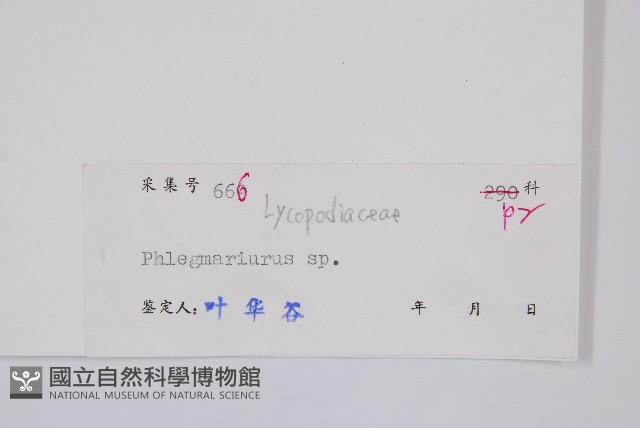 采集号 666 290 科
Lycopodiaceae p2
Phlegmariurus sp.
鉴定人: 叶华谷 年 月 日
國立自然科學博物館
NATIONAL MUSEUM OF NATURAL SCIENCE